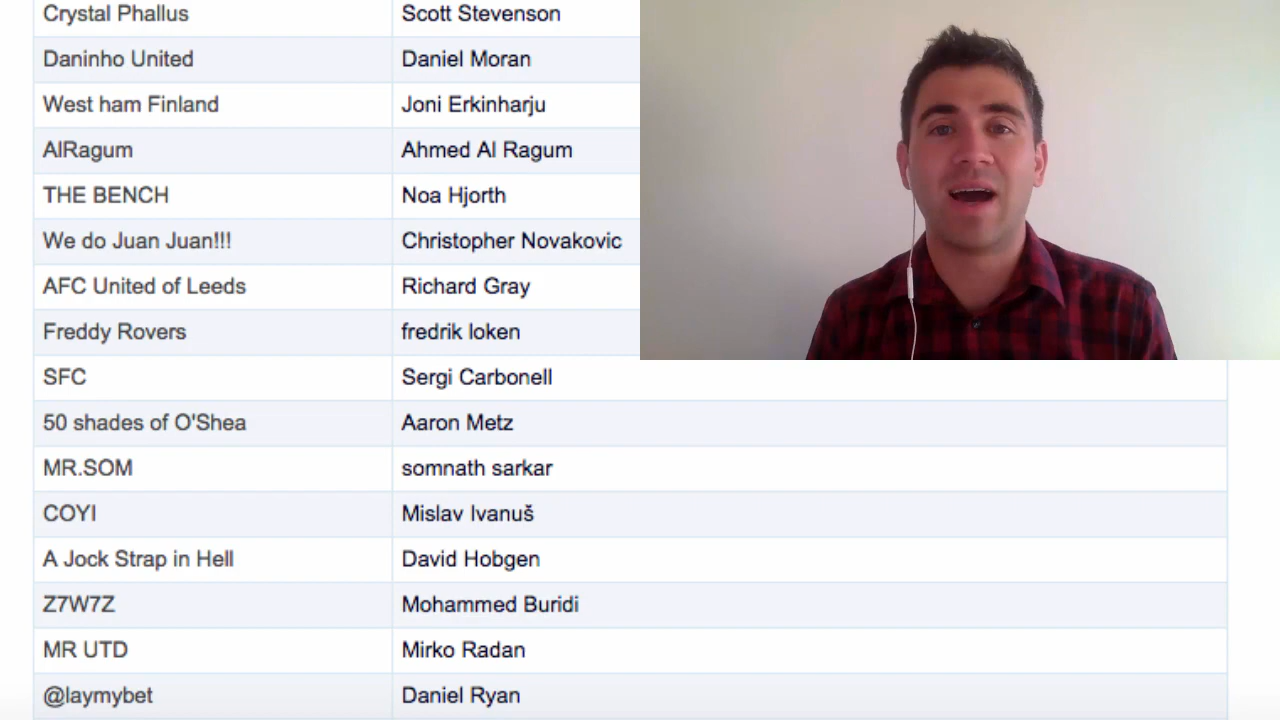 Crystal Phallus Scott Stevenson
Daninho United Daniel Moran
West ham Finland Joni Erkinharju
AlRagum Ahmed Al Ragum
THE BENCH Noa Hjorth
We do Juan Juan!!! Christopher Novakovic
AFC United of Leeds Richard Gray
Freddy Rovers fredrik loken
SFC Sergi Carbonell
50 shades of O'Shea Aaron Metz
MR.SOM somnath sarkar
COYI Mislav Ivanuš
A Jock Strap in Hell David Hobgen
Z7W7Z Mohammed Buridi
MR UTD Mirko Radan
@laymybet Daniel Ryan